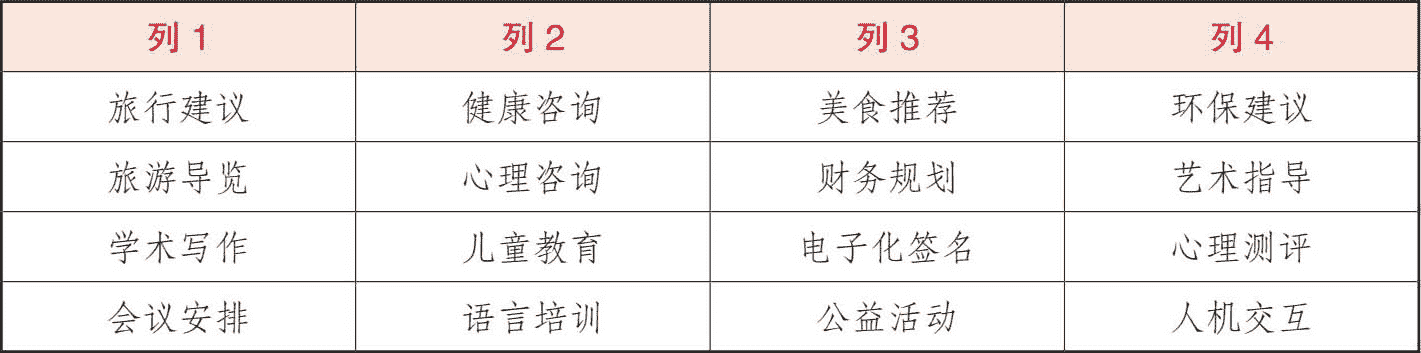 列 1 列 2 列 3 列 4
旅行建议 健康咨询 美食推荐 环保建议
旅游导览 心理咨询 财务规划 艺术指导
学术写作 儿童教育 电子化签名 心理测评
会议安排 语言培训 公益活动 人机交互